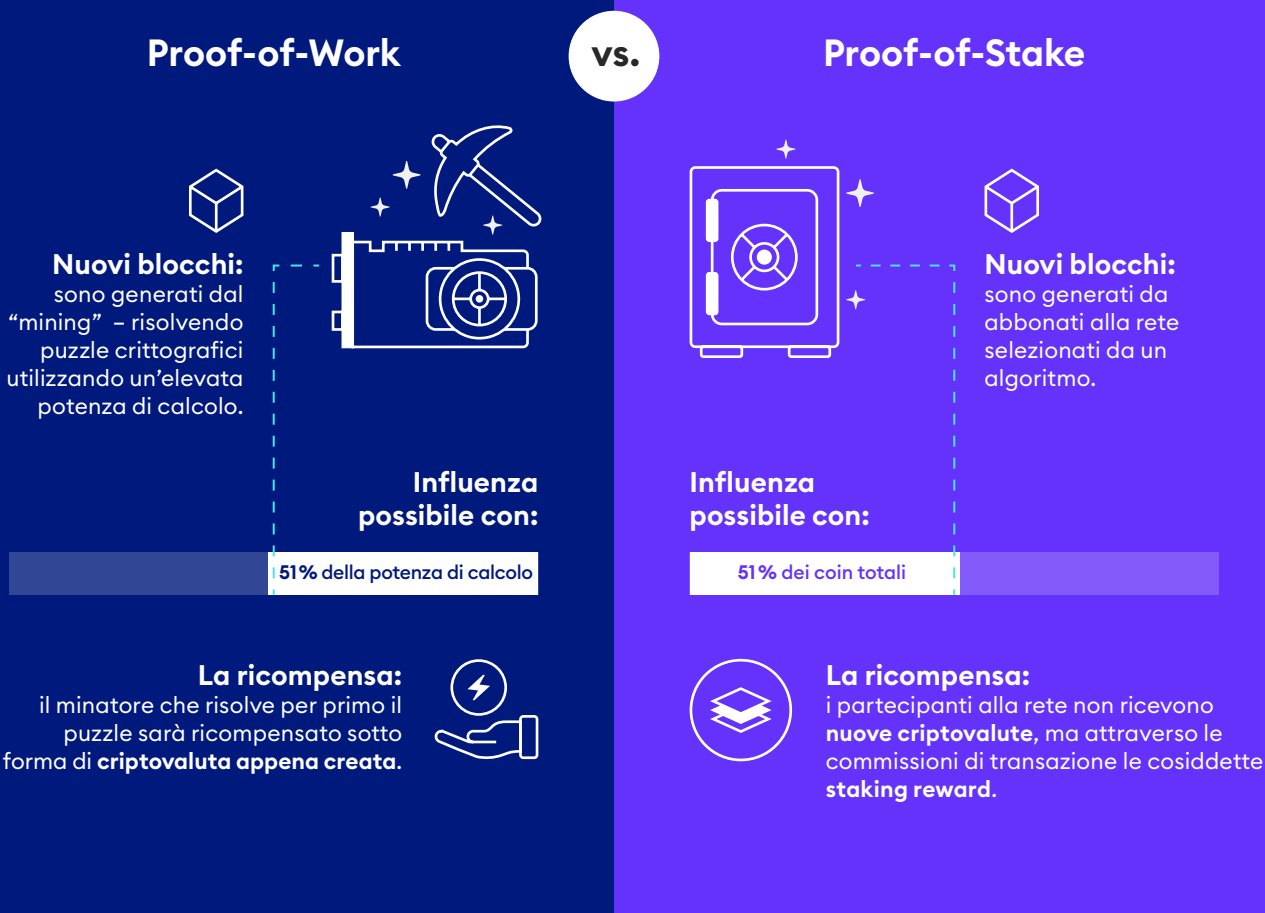 Proof-of-Work
vs.
Proof-of-Stake
Nuovi blocchi:
sono generati dal
“mining” – risolvendo
puzzle crittografici
utilizzando un’elevata
potenza di calcolo.
Influenza
possibile con:
51% della potenza di calcolo
La ricompensa:
il minatore che risolve per primo il
puzzle sarà ricompensato sotto
forma di criptovaluta appena creata.
Nuovi blocchi:
sono generati da
abbonati alla rete
selezionati da un
algoritmo.
Influenza
possibile con:
51% dei coin totali
La ricompensa:
i partecipanti alla rete non ricevono
nuove criptovalute, ma attraverso le
commissioni di transazione le cosiddette
staking reward.